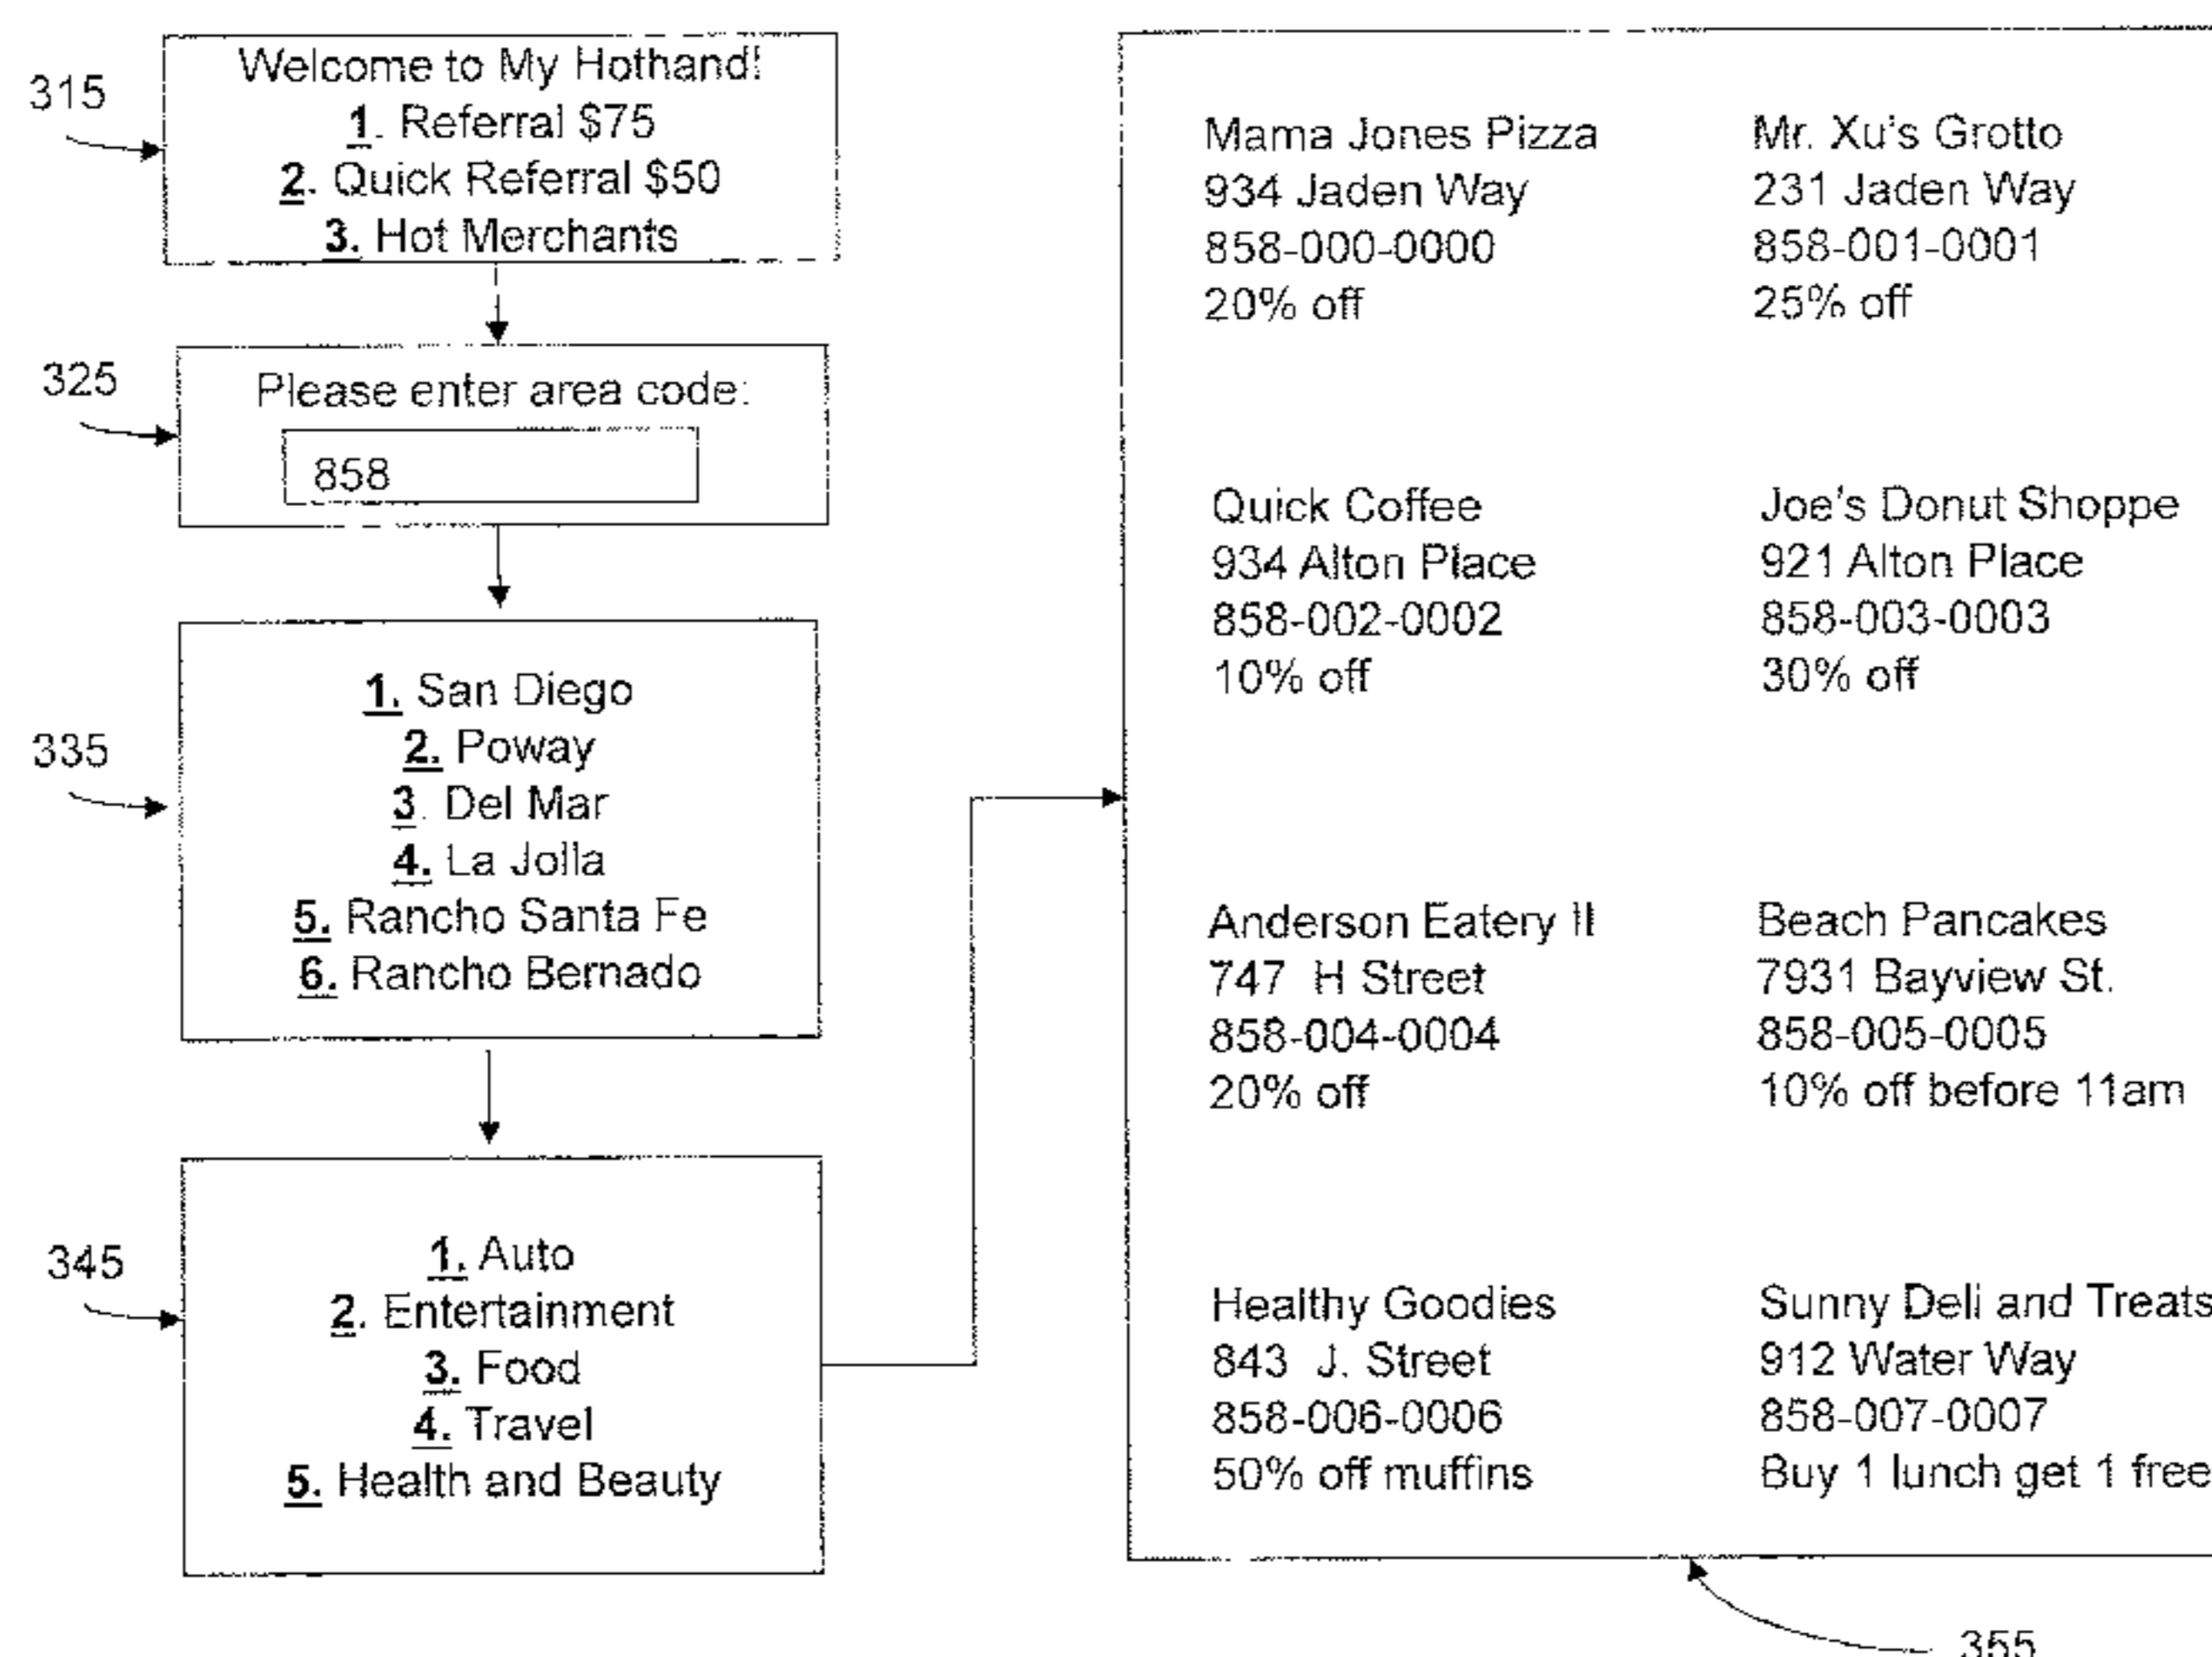 315
Welcome to My Hothand!
1. Referral $75
2. Quick Referral $50
3. Hot Merchants
325
Please enter area code:
858
335
1. San Diego
2. Poway
3. Del Mar
4. La Jolla
5. Rancho Santa Fe
6. Rancho Bernado
345
1. Auto
2. Entertainment
3. Food
4. Travel
5. Health and Beauty
Mama Jones Pizza
934 Jaden Way
858-000-0000
20% off
Mr. Xu's Grotto
231 Jaden Way
858-001-0001
25% off
Quick Coffee
934 Alton Place
858-002-0002
10% off
Joe's Donut Shoppe
921 Alton Place
858-003-0003
30% off
Anderson Eatery II
747 H Street
858-004-0004
20% off
Beach Pancakes
7931 Bayview St.
858-005-0005
10% off before 11am
Healthy Goodies
843 J. Street
858-006-0006
50% off muffins
Sunny Deli and Treats
912 Water Way
858-007-0007
Buy 1 lunch get 1 free
355